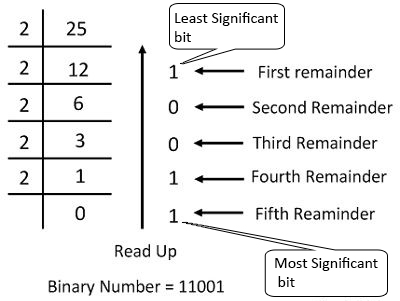 Least Significant
bit
2 25
2 12 1 First remainder
2 6 0 Second Remainder
2 3 0 Third Remainder
2 1 1 Fourth Remainder
0 1 Fifth Reaminder
Read Up
Most Significant
bit
Binary Number = 11001